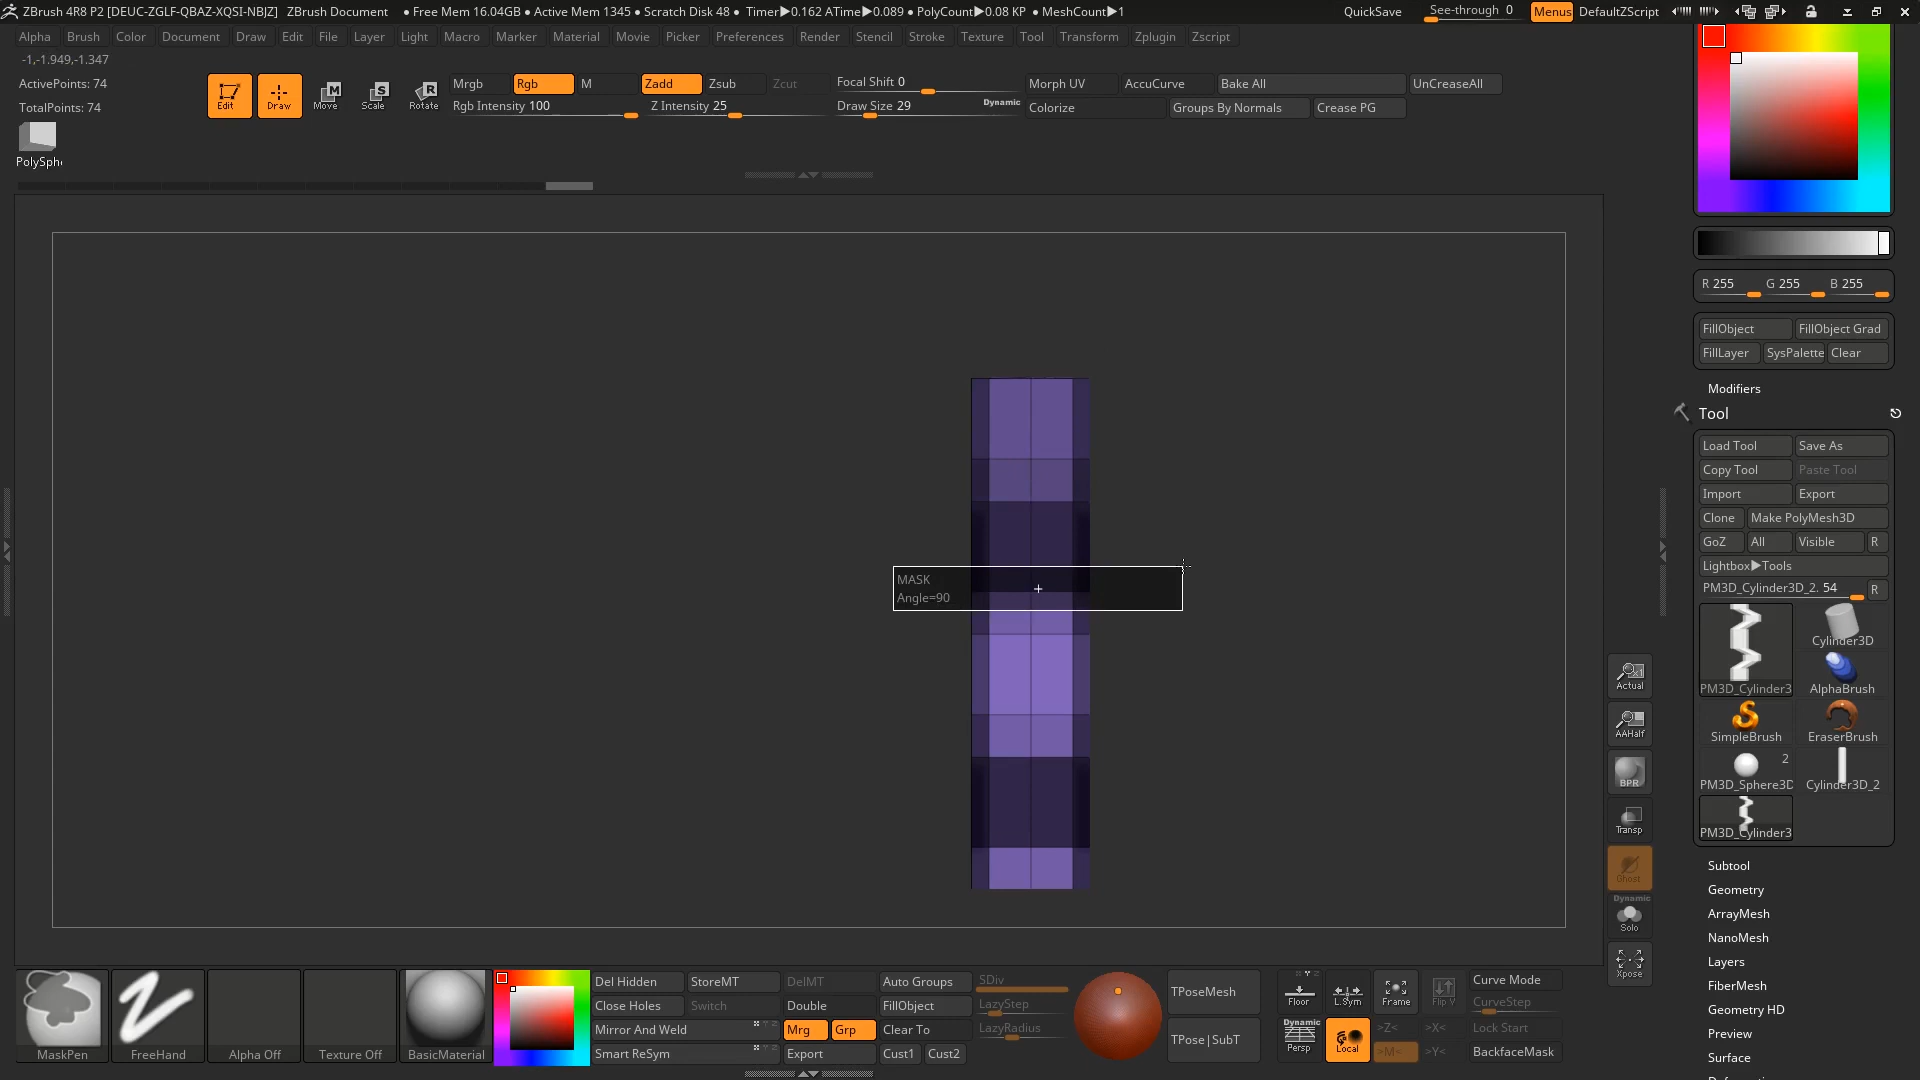 ZBrush 4R8 P2 [DEUC-ZGLF-QBAZ-XQSI-NBJZ] ZBrush Document • Free Mem 16.04GB • Active Mem 1345 • Scratch Disk 48 • Timer▶0.162 ATime▶0.089 • PolyCount▶0.08 KP • MeshCount▶1 QuickSave See-through 0 Menus DefaultZScript
Alpha Brush Color Document Draw Edit File Layer Light Macro Marker Material Movie Picker Preferences Render Stencil Stroke Texture Tool Transform Zplugin Zscript
-1,-1.949,-1.347
ActivePoints: 74
TotalPoints: 74
Edit Draw Move Scale Rotate
Mrgb Rgb M Zadd Zsub Zcut
Rgb Intensity 100 Z Intensity 25
Focal Shift 0
Draw Size 29 Dynamic
Morph UV AccuCurve Bake All UnCreaseAll
Colorize Groups By Normals Crease PG
PolySph
MASK
Angle=90
R 255 G 255 B 255
FillObject FillObject Grad
FillLayer SysPalette Clear
Modifiers
Tool
Load Tool Save As
Copy Tool Paste Tool
Import Export
Clone Make PolyMesh3D
GoZ All Visible R
Lightbox▶Tools
PM3D_Cylinder3D_2. 54 R
Cylinder3D
PM3D_Cylinder3 AlphaBrush
SimpleBrush EraserBrush
2
PM3D_Sphere3D Cylinder3D_2
PM3D_Cylinder3
Subtool
Geometry
ArrayMesh
NanoMesh
Layers
FiberMesh
Geometry HD
Preview
Surface
Actual
AAHalf
BPR
Transp
Ghost
Dynamic
Solo
Xpose
MaskPen FreeHand Alpha Off Texture Off BasicMaterial
Del Hidden StoreMT DelMT Auto Groups SDiv
Close Holes Switch Double FillObject LazyStep
Mirror And Weld Mrg Grp Clear To LazyRadius
Smart ReSym Export Cust1 Cust2
TPoseMesh
TPose|SubT
Floor L.Sym Frame Flip V
Dynamic
Persp Local >Z< >X<
>M< >Y<
Curve Mode
CurveStep
Lock Start
BackfaceMask